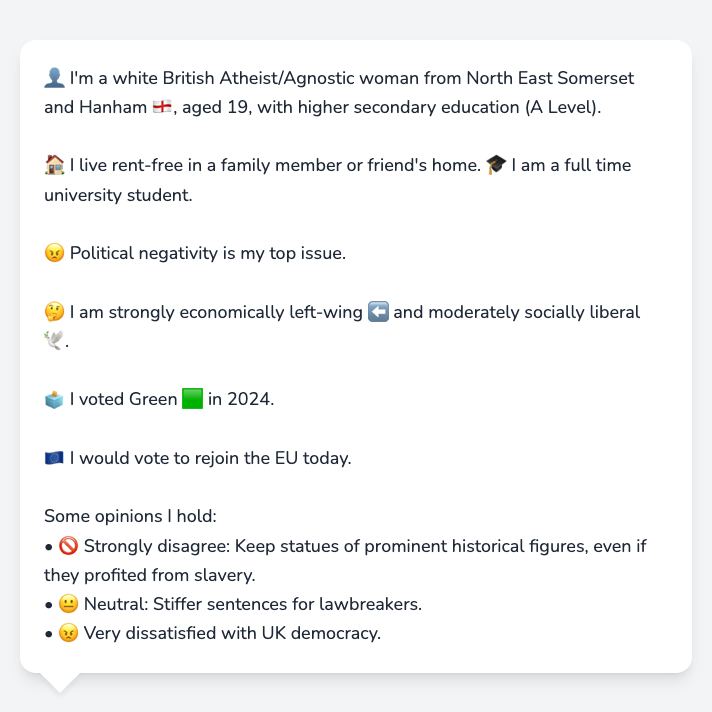 👤 I'm a white British Atheist/Agnostic woman from North East Somerset
and Hanham 🏴󠁧󠁢󠁥󠁮󠁧󠁿, aged 19, with higher secondary education (A Level).
🏠 I live rent-free in a family member or friend's home. 🎓 I am a full time
university student.
😠 Political negativity is my top issue.
🤔 I am strongly economically left-wing ⬅️ and moderately socially liberal
🕊️.
🗳️ I voted Green 🟩 in 2024.
🇪🇺 I would vote to rejoin the EU today.
Some opinions I hold:
• 🚫 Strongly disagree: Keep statues of prominent historical figures, even if
they profited from slavery.
• 😐 Neutral: Stiffer sentences for lawbreakers.
• 😠 Very dissatisfied with UK democracy.